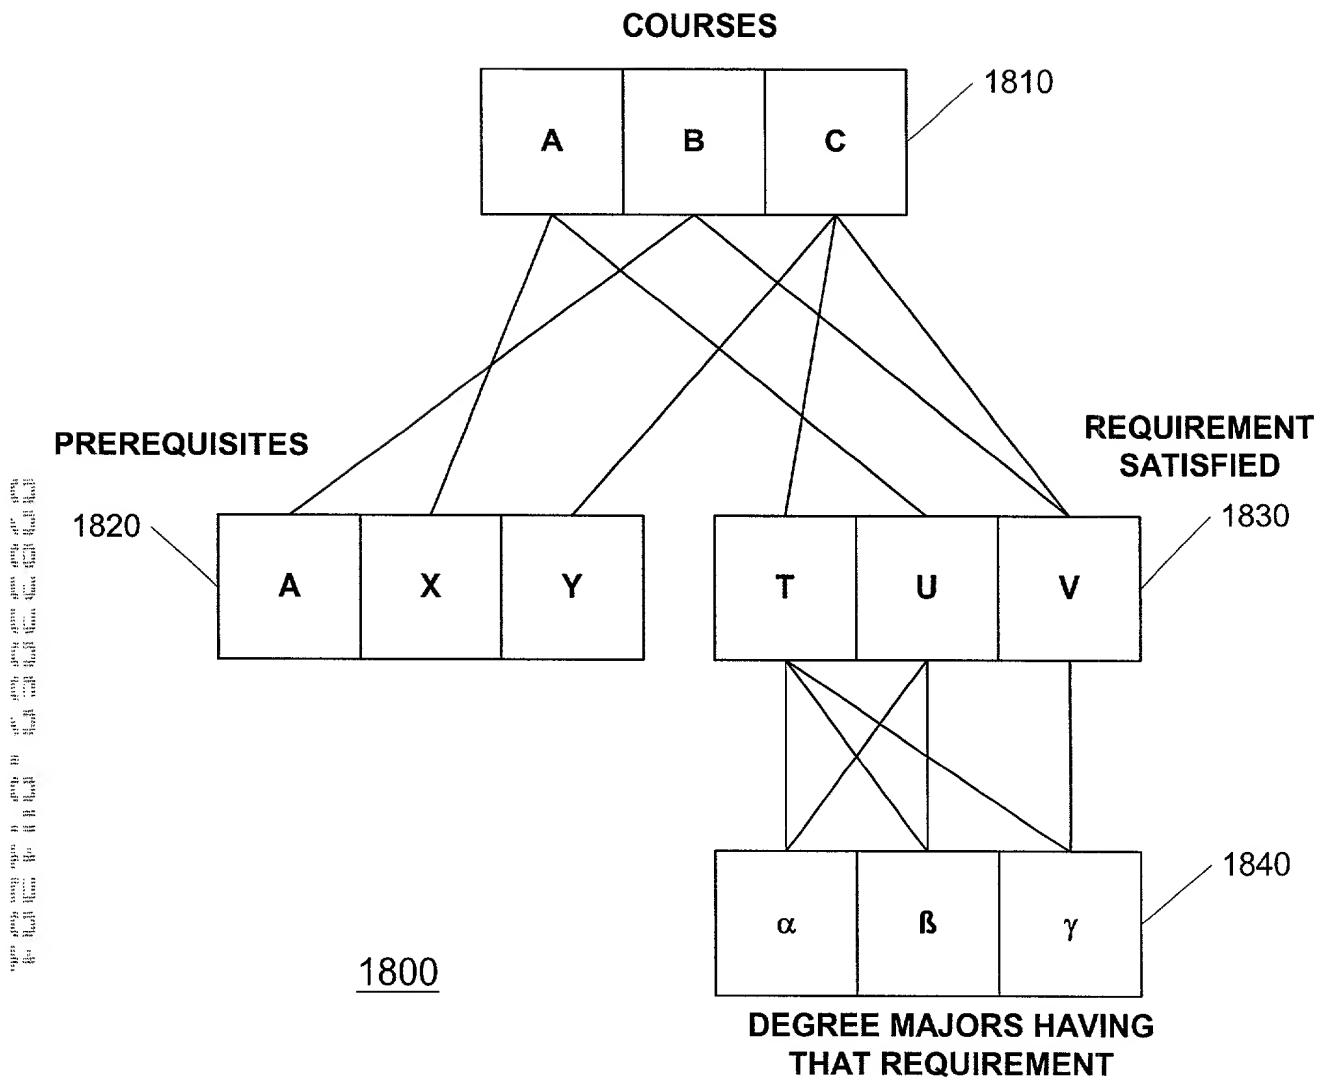 COURSES
1810
A B C
PREREQUISITES
REQUIREMENT
SATISFIED
1820
1830
A X Y
T U V
1840
α ß γ
1800
DEGREE MAJORS HAVING
THAT REQUIREMENT